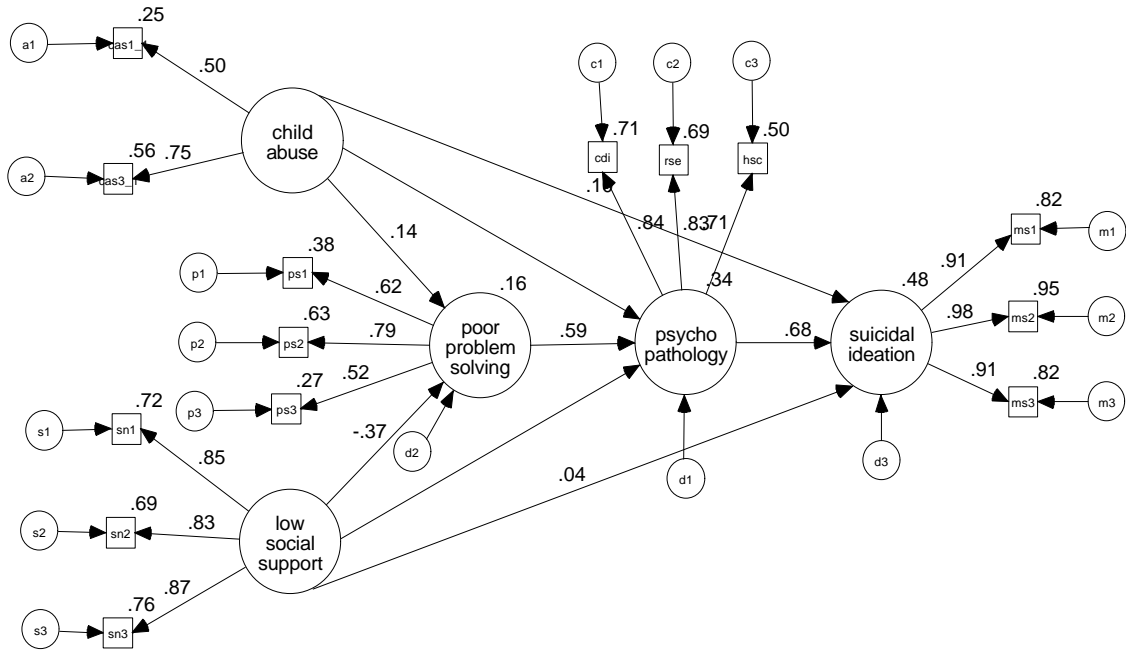 .25
a1
.50
child
abuse
.56
.75
a2
c1
c2
c3
.71
.69
.50
cdi
rse
hsc
.84
.83
.71
.14
.82
ms1
m1
.91
.38
p1
ps1
.62
.16
.34
.48
.95
.98
ms2
m2
.63
p2
ps2
.79
poor
problem
solving
.59
psycho
pathology
.68
suicidal
ideation
.91
.82
ms3
m3
.27
.52
p3
ps3
.72
s1
sn1
.85
-.37
d2
d1
d3
.04
.69
s2
sn2
.83
low
social
support
.87
.76
s3
sn3